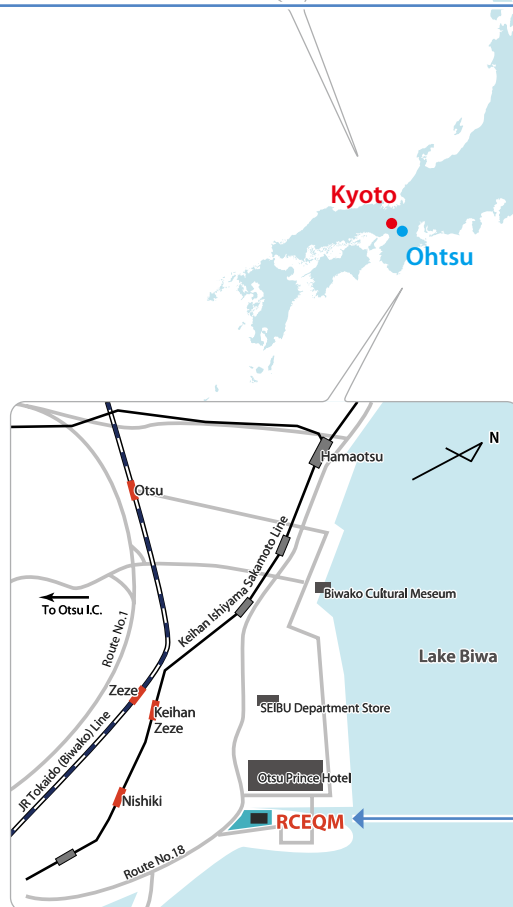 Kyoto
Ohtsu
N
Hamaotsu
Otsu
Keihan Ishiyama Sakamoto Line
Biwako Cultural Meseum
To Otsu I.C.
Route No.1
Lake Biwa
Zeze
Keihan
Zeze
SEIBU Department Store
JR Tokaido (Biwako) Line
Otsu Prince Hotel
Nishiki
RCEQM
Route No.18